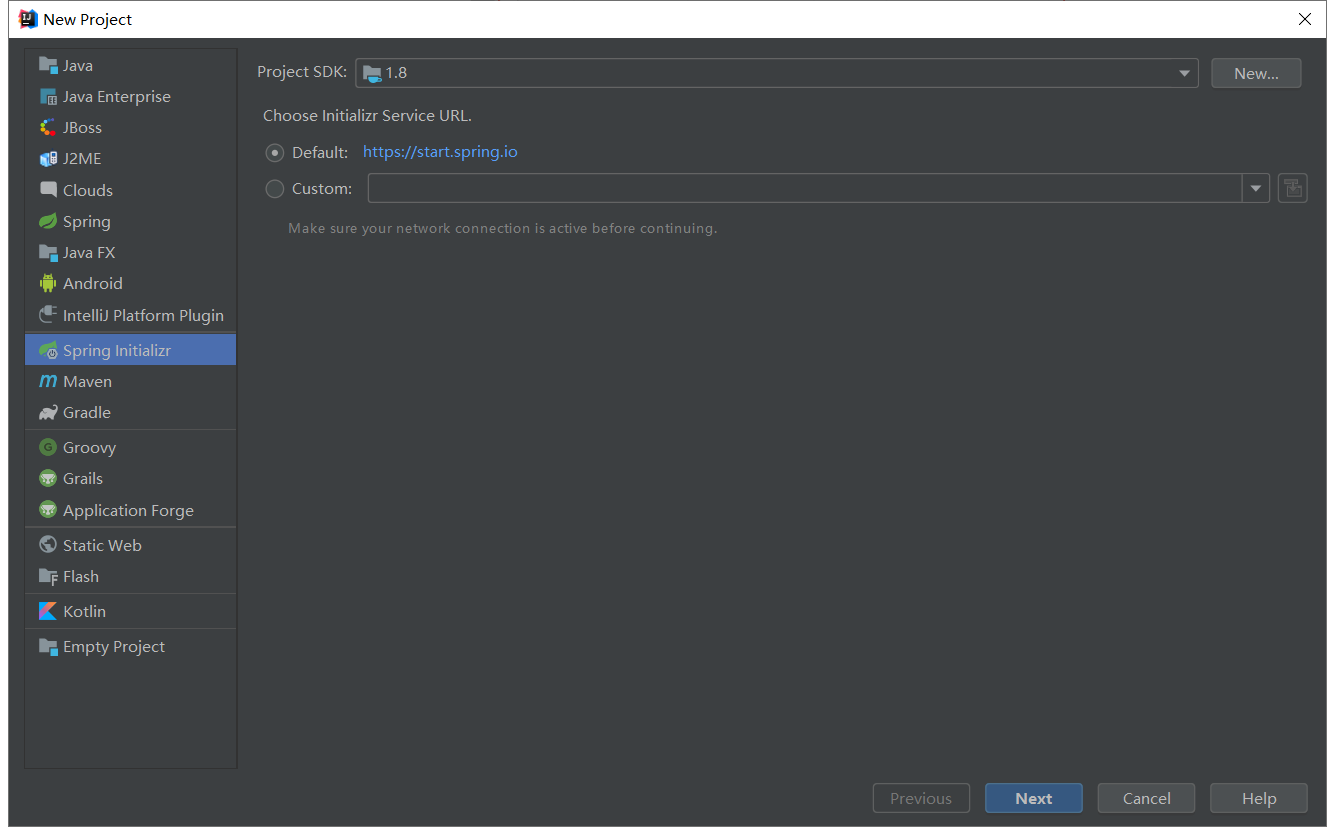 New Project
Java
Java Enterprise
JBoss
J2ME
Clouds
Spring
Java FX
Android
IntelliJ Platform Plugin
Spring Initializr
Maven
Gradle
Groovy
Grails
Application Forge
Static Web
Flash
Kotlin
Empty Project
Project SDK: 1.8 New...
Choose Initializr Service URL.
Default: https://start.spring.io
Custom:
Make sure your network connection is active before continuing.
Previous Next Cancel Help